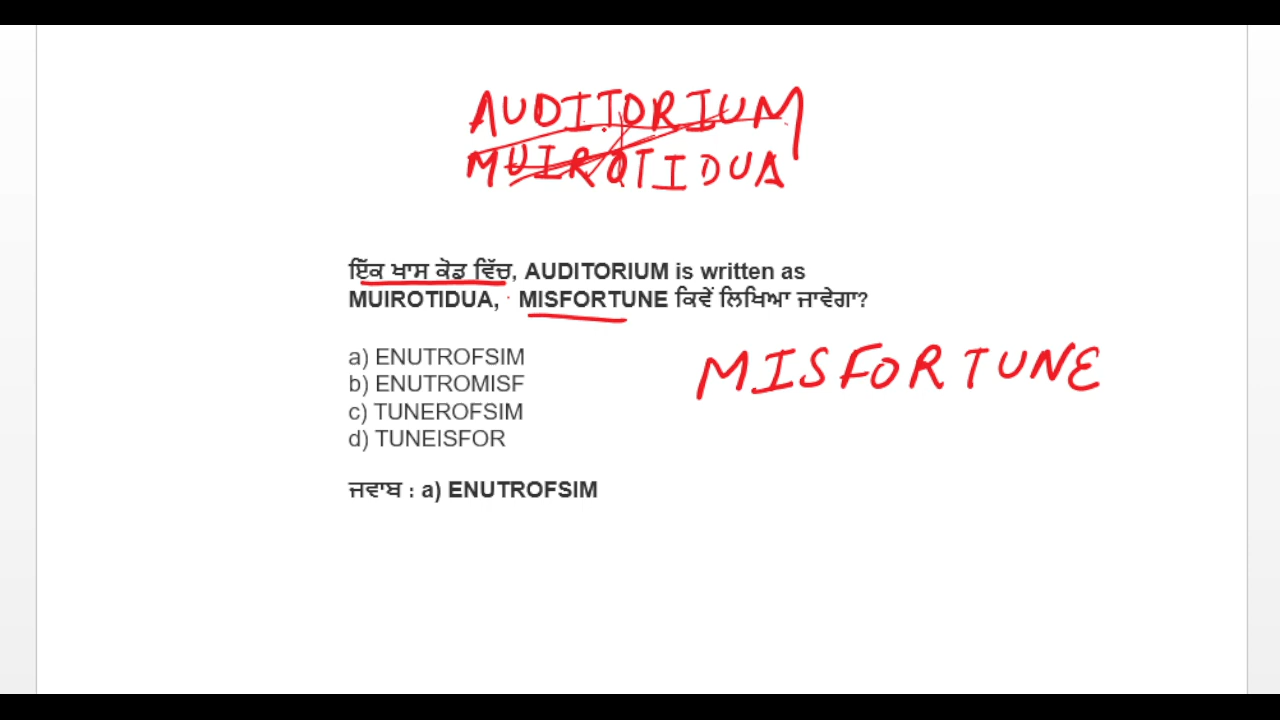 AUDITORIUM
MUIROTIDUA
ਇੱਕ ਖਾਸ ਕੋਡ ਵਿੱਚ, AUDITORIUM is written as
MUIROTIDUA, MISFORTUNE ਕਿਵੇਂ ਲਿਖਿਆ ਜਾਵੇਗਾ?
MISFORTUNE
a) ENUTROFSIM
b) ENUTROMISF
c) TUNEROFSIM
d) TUNEISFOR
ਜਵਾਬ : a) ENUTROFSIM